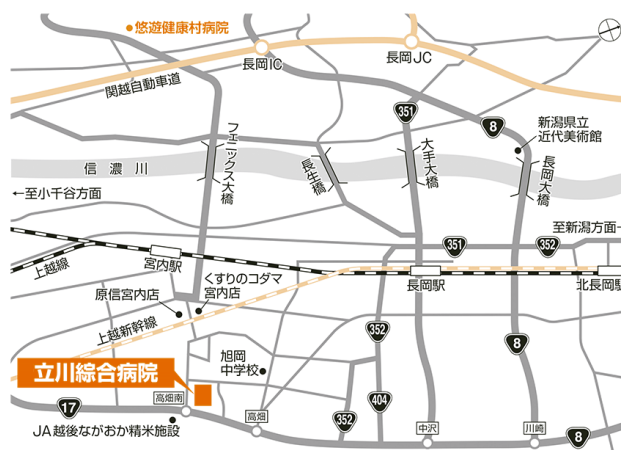 悠遊健康村病院
長岡IC
長岡JC
関越自動車道
351
8
新潟県立
近代美術館
フェニックス大橋
長生橋
大手大橋
長岡大橋
信濃川
←至小千谷方面
至新潟方面→
351
352
上越線
宮内駅
長岡駅
北長岡駅
くすりのコダマ
宮内店
原信宮内店
上越新幹線
352
8
旭岡
中学校
立川綜合病院
17
高畑南
高畑
352
404
中沢
川崎
8
JA越後ながおか精米施設